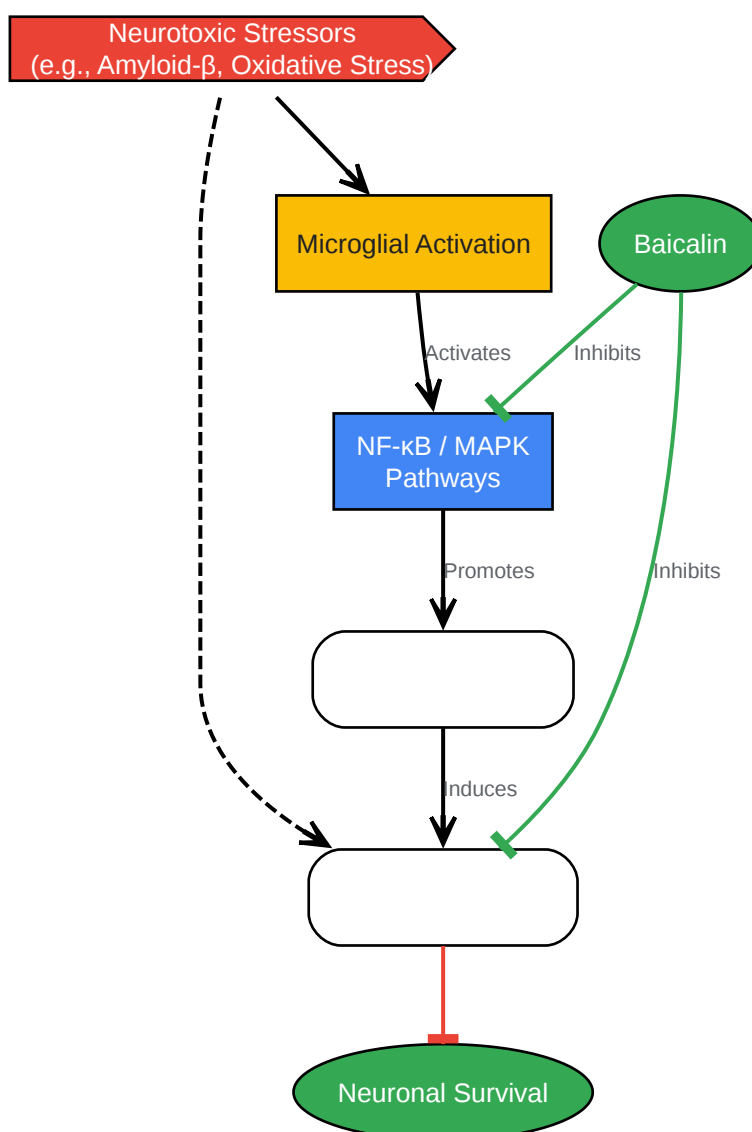 Neurotoxic Stressors
(e.g., Amyloid-β, Oxidative Stress)
Microglial Activation
Baicalin
Activates
Inhibits
NF-κB / MAPK
Pathways
Promotes
Inhibits
Induces
Neuronal Survival